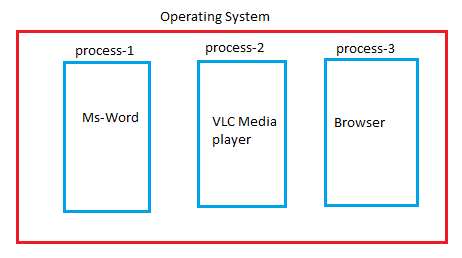 Operating System
process-1
process-2
process-3
Ms-Word
VLC Media
player
Browser